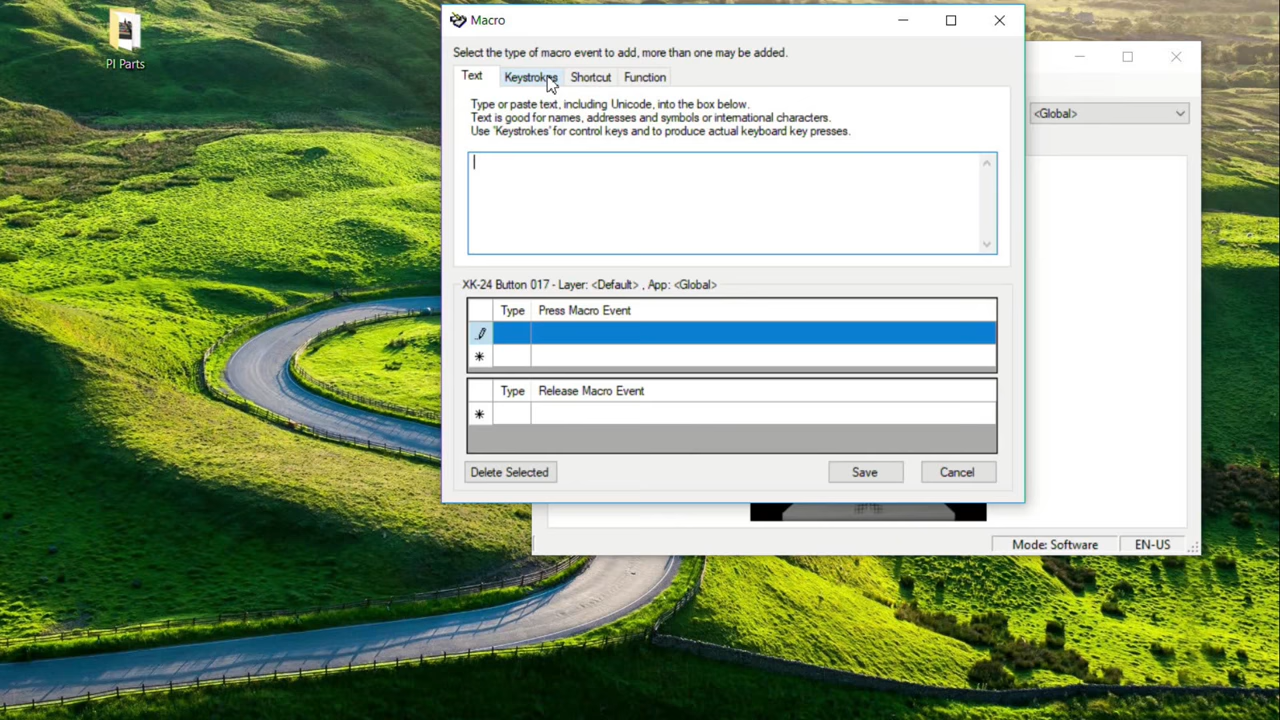 PI Parts
Macro
Select the type of macro event to add, more than one may be added.
Text Keystrokes Shortcut Function
Type or paste text, including Unicode, into the box below.
Text is good for names, addresses and symbols or international characters.
Use 'Keystrokes' for control keys and to produce actual keyboard key presses.
<Global>
XK-24 Button 017 - Layer: <Default> , App: <Global>
Type Press Macro Event
Type Release Macro Event
Delete Selected Save Cancel
Mode: Software EN-US